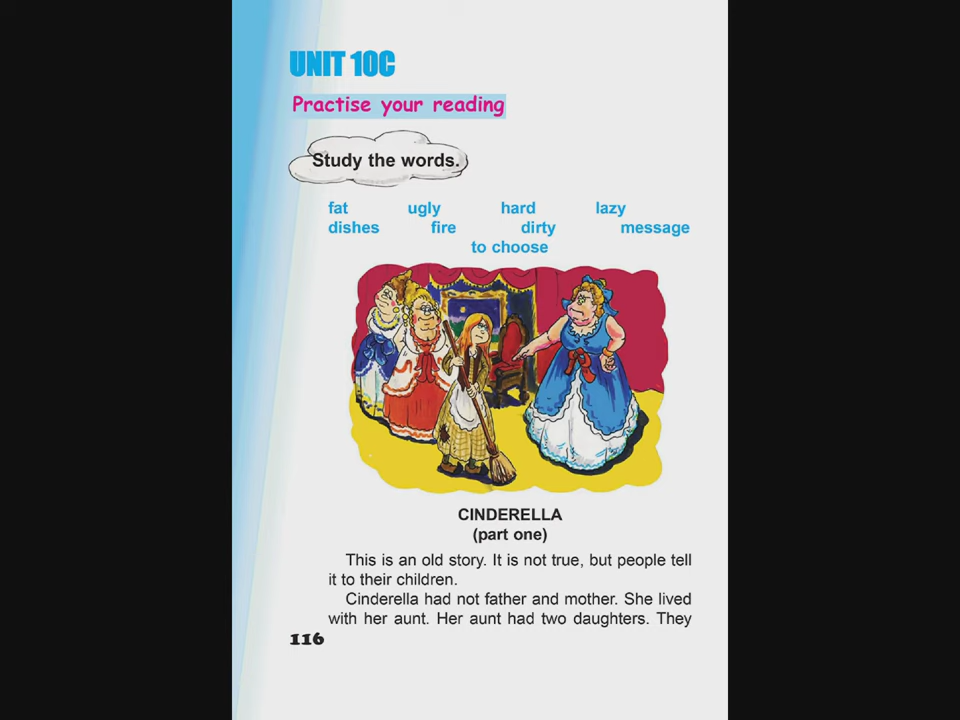 UNIT 10C
Practise your reading
Study the words.
fat ugly hard lazy
dishes fire dirty message
to choose
CINDERELLA
(part one)
This is an old story. It is not true, but people tell
it to their children.
Cinderella had not father and mother. She lived
with her aunt. Her aunt had two daughters. They
116